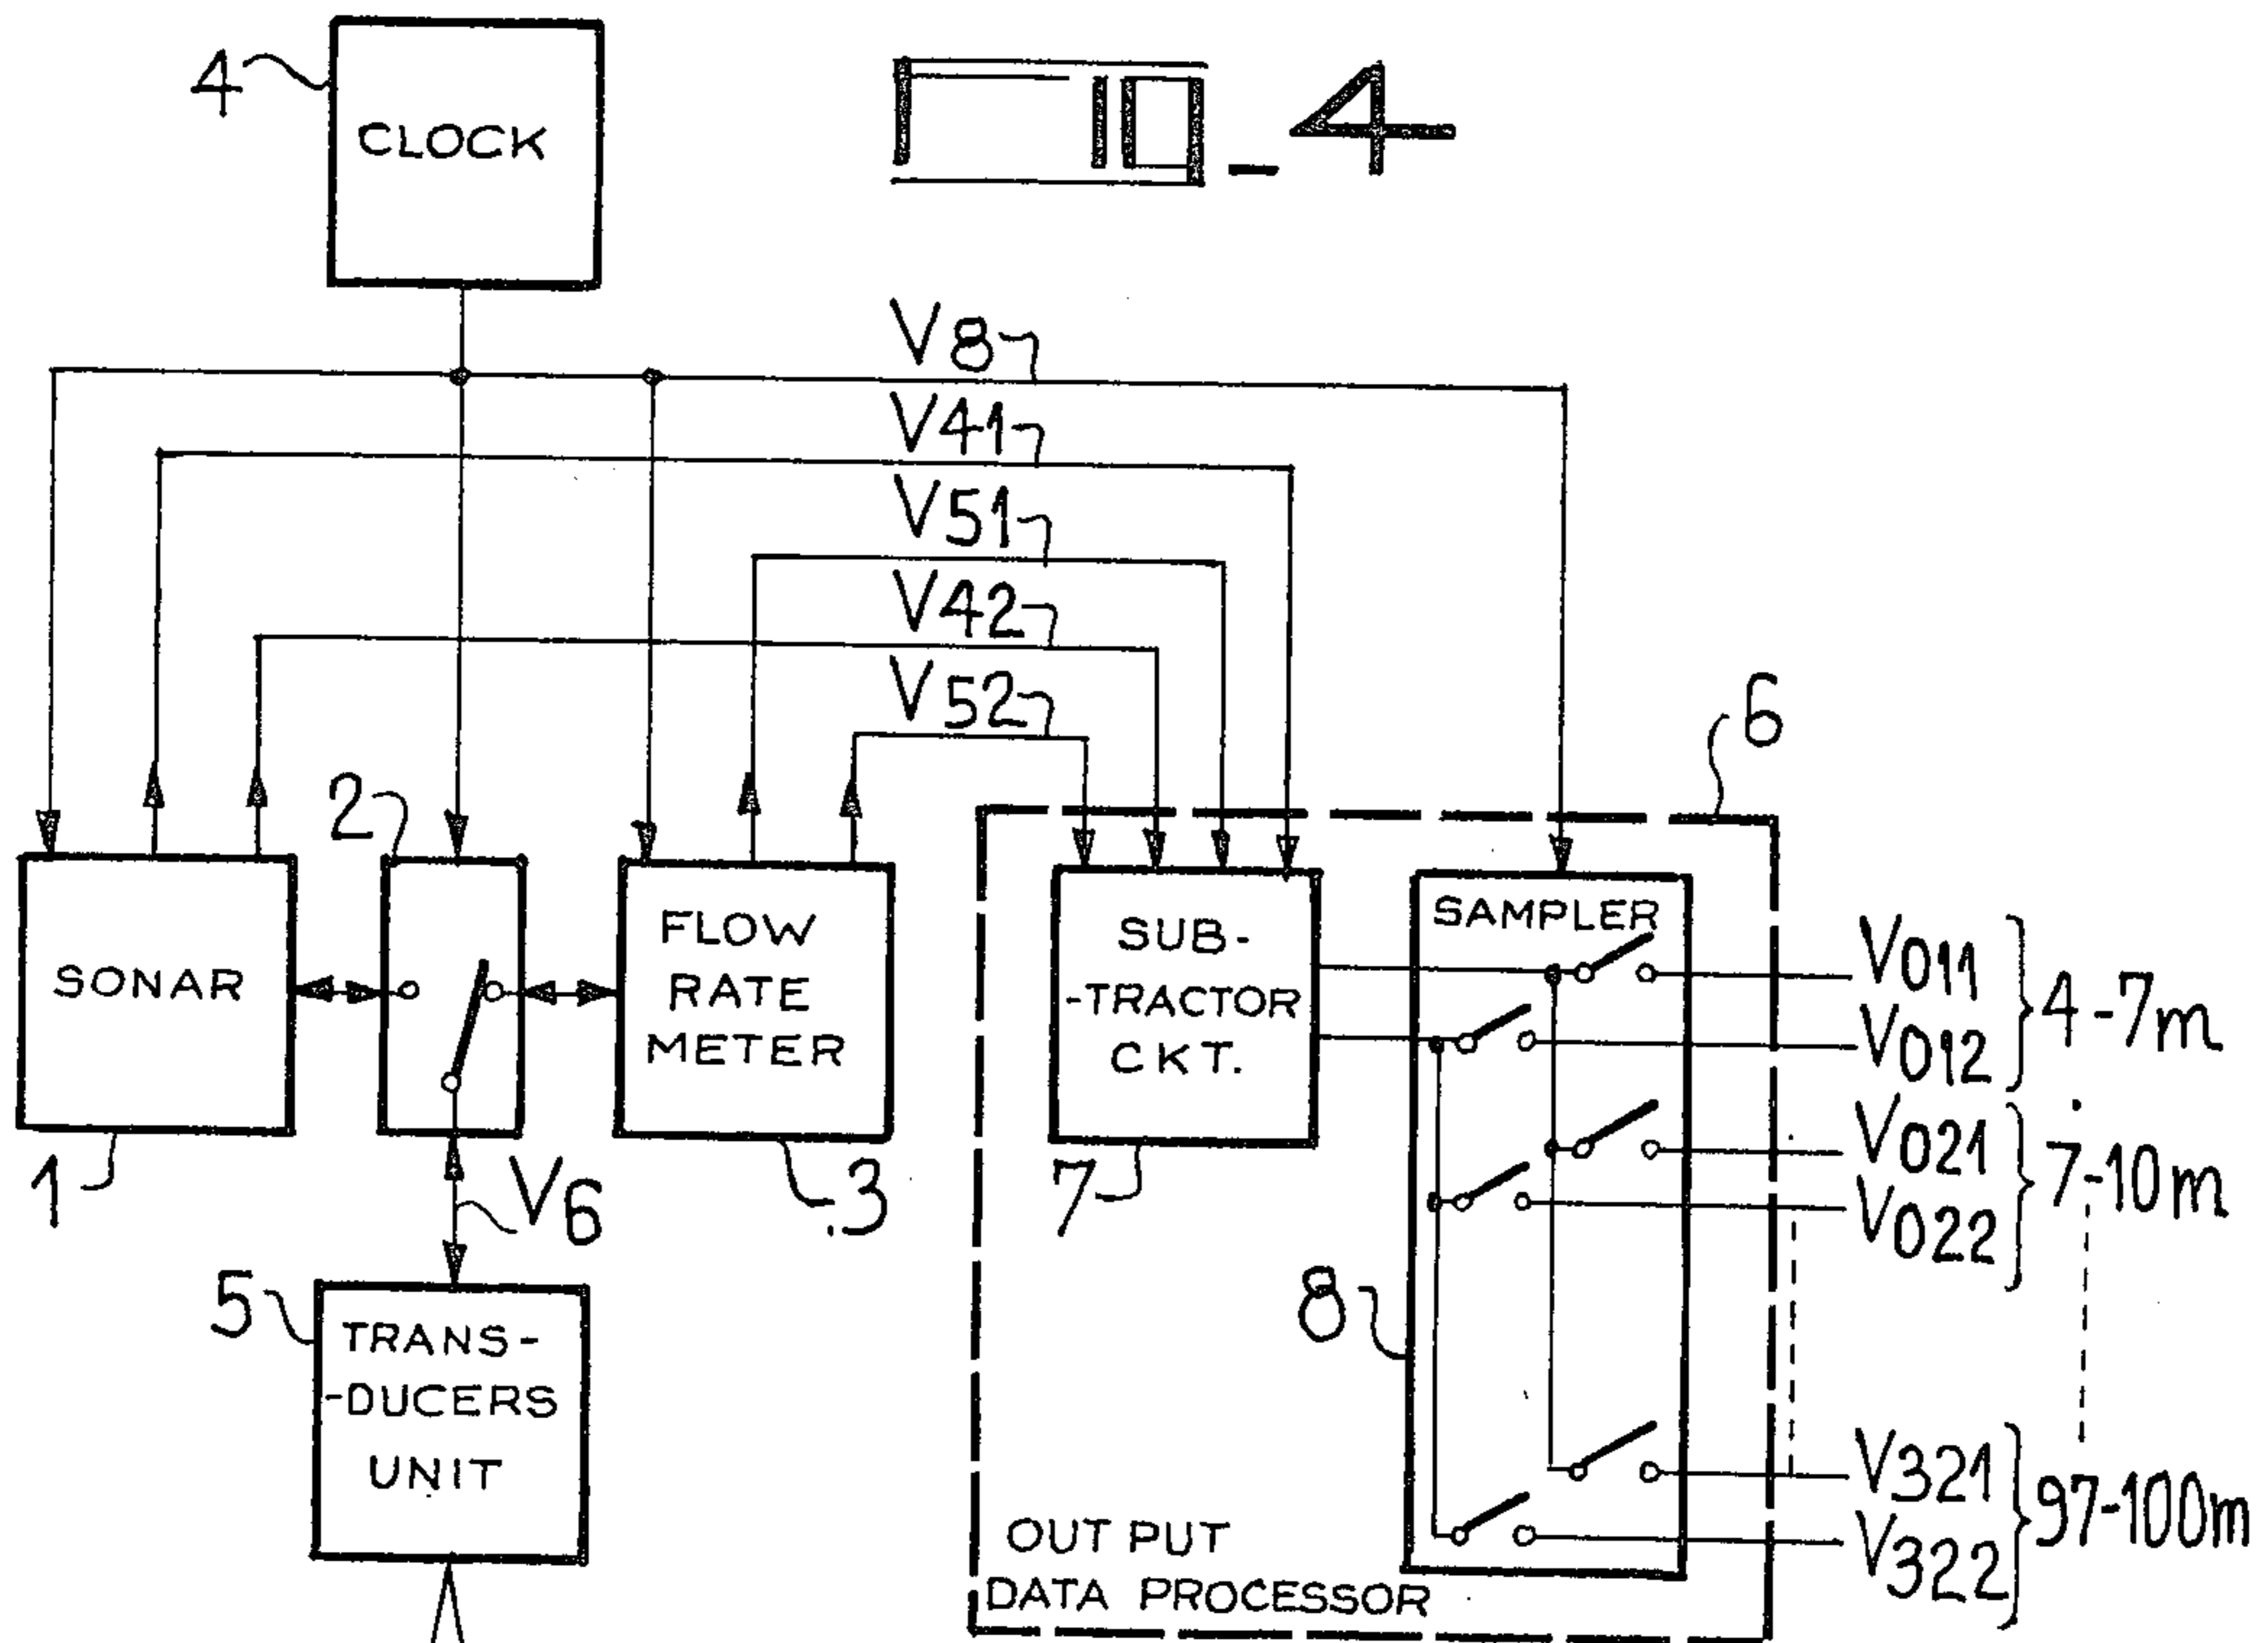 4
CLOCK
FIG_4
V8
V41
V51
V42
V52
6
2
SONAR
FLOW
RATE
METER
SUB-
-TRACTOR
CKT.
SAMPLER
V011
V012
4-7m
V021
V022
7-10m
1
V6
.3
7
8
5
TRANS-
-DUCERS
UNIT
V321
V322
97-100m
OUT PUT
DATA PROCESSOR